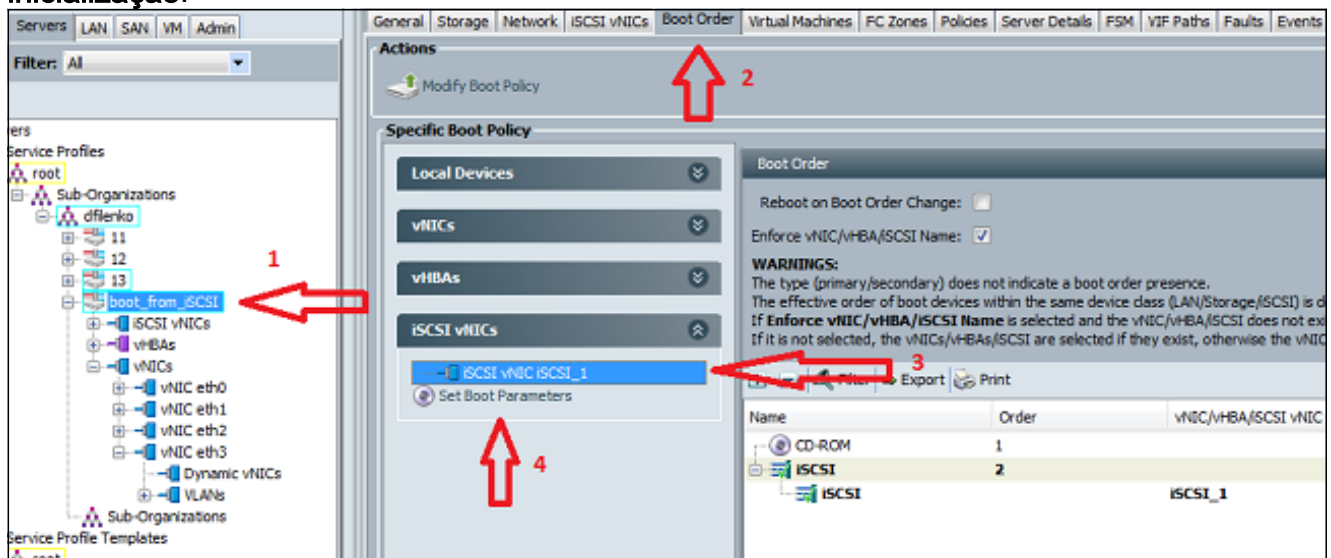 inicialização.
Servers LAN SAN VM Admin
Filter: All
Service Profiles
root
Sub-Organizations
dfilenko
11
12
13
boot_from_iSCSI
iSCSI vNICs
vHBAs
vNICs
vNIC eth0
vNIC eth1
vNIC eth2
vNIC eth3
Dynamic vNICs
VLANs
Sub-Organizations
Service Profile Templates
root
1
General Storage Network iSCSI vNICs Boot Order Virtual Machines FC Zones Policies Server Details FSM VIF Paths Faults Events
Actions
Modify Boot Policy
2
Specific Boot Policy
Local Devices
vNICs
vHBAs
iSCSI vNICs
iSCSI vNIC iSCSI_1
Set Boot Parameters
3
4
Boot Order
Reboot on Boot Order Change:
Enforce vNIC/vHBA/iSCSI Name:
WARNINGS:
The type (primary/secondary) does not indicate a boot order presence.
The effective order of boot devices within the same device class (LAN/Storage/iSCSI) is d
If Enforce vNIC/vHBA/iSCSI Name is selected and the vNIC/vHBA/iSCSI does not ex
If it is not selected, the vNICs/vHBAs/iSCSI are selected if they exist, otherwise the vNIC
Export Print
Name Order vNIC/vHBA/iSCSI vNIC
CD-ROM 1
iSCSI 2
iSCSI iSCSI_1